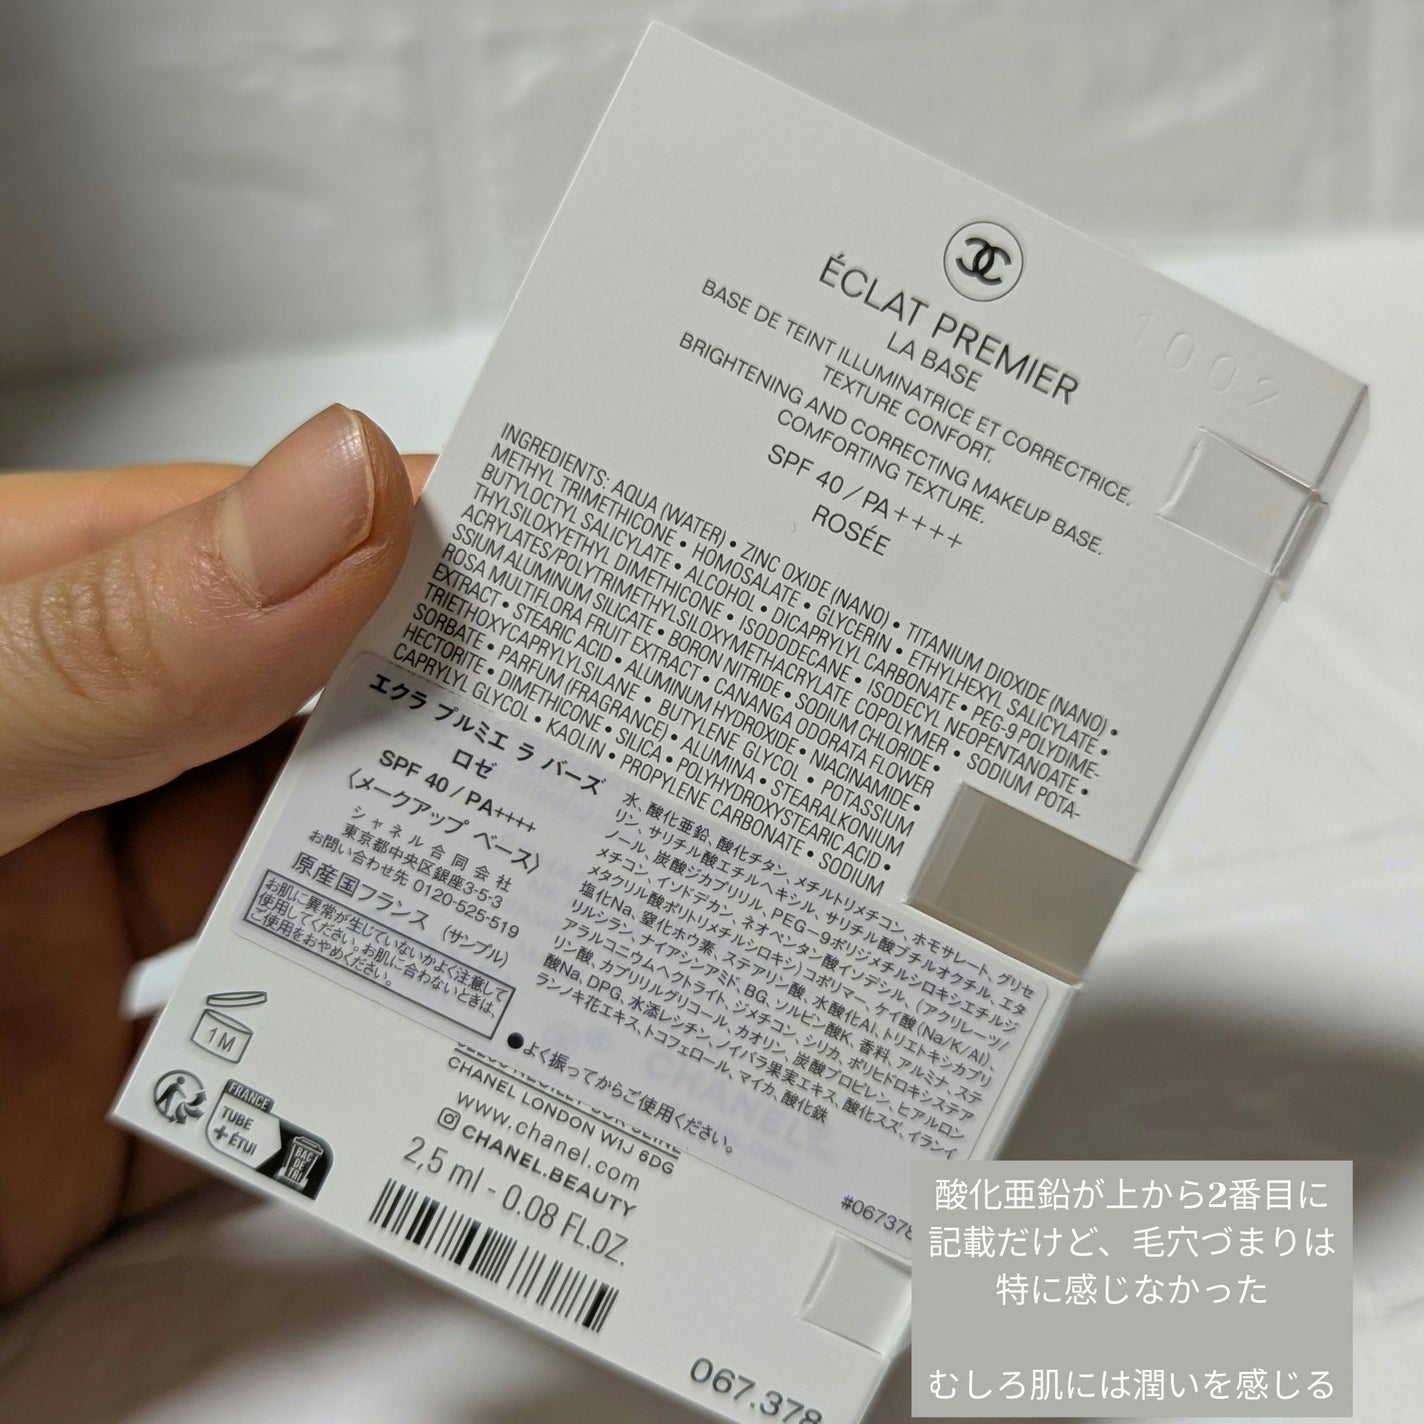 1002
ÉCLAT PREMIER
LA BASE
BASE DE TEINT ILLUMINATRICE ET CORRECTRICE.
TEXTURE CONFORT.
BRIGHTENING AND CORRECTING MAKEUP BASE.
COMFORTING TEXTURE.
SPF 40 / PA++++
ROSÉE
INGREDIENTS: AQUA (WATER) • ZINC OXIDE (NANO) • TITANIUM DIOXIDE (NANO) •
METHYL TRIMETHICONE • HOMOSALATE • GLYCERIN • ETHYLHEXYL SALICYLATE •
BUTYLOCTYL SALICYLATE • ALCOHOL • DICAPRYLYL CARBONATE • PEG-9 POLYDIME-
THYLSILOXYETHYL DIMETHICONE • ISODODECANE • ISODECYL NEOPENTANOATE •
ACRYLATES/POLYTRIMETHYLSILOXYMETHACRYLATE COPOLYMER • SODIUM POTA-
SSIUM ALUMINUM SILICATE • BORON NITRIDE • SODIUM CHLORIDE •
ROSA MULTIFLORA FRUIT EXTRACT • CANANGA ODORATA FLOWER
EXTRACT • STEARIC ACID • ALUMINUM HYDROXIDE • NIACINAMIDE •
TRIETHOXYCAPRYLYLSILANE • BUTYLENE GLYCOL • POTASSIUM
SORBATE • PARFUM (FRAGRANCE) • ALUMINA • STEARALKONIUM
HECTORITE • DIMETHICONE • SILICA • POLYHYDROXYSTEARIC ACID •
CAPRYLYL GLYCOL • KAOLIN • PROPYLENE CARBONATE • SODIUM
エクラ プルミエ ラ バーズ
ロゼ
SPF 40 / PA++++
〈メークアップ ベース〉
シャネル合同会社
東京都中央区銀座3-5-3
お問い合わせ先 0120-525-519
原産国フランス (サンプル)
お肌に異常が生じていないかよく注意して
使用してください。お肌に合わないときは、
ご使用をおやめください。
水、酸化亜鉛、酸化チタン、メチルトリメチコン、ホモサレート、グリセ
リン、サリチル酸エチルヘキシル、サリチル酸ブチルオクチル、エタ
ノール、炭酸ジカプリリル、PEG-9ポリジメチルシロキシエチルジ
メチコン、イソドデカン、ネオペンタン酸イソデシル、(アクリレーツ/
メタクリル酸ポリトリメチルシロキシ)コポリマー、ケイ酸(Na/K/Al)、
塩化Na、窒化ホウ素、ステアリン酸、水酸化Al、トリエトキシカプリ
リルシラン、ナイアシンアミド、BG、ソルビン酸K、香料、アルミナ、ステ
アラルコニウムヘクトライト、ジメチコン、シリカ、ポリヒドロキシステア
リン酸、カプリリルグリコール、カオリン、炭酸プロピレン、ヒアルロン
酸Na、DPG、水添レシチン、ノイバラ果実エキス、酸化スズ、イランイ
ランノキ花エキス、トコフェロール、マイカ、酸化鉄
●よく振ってからご使用ください。
#067378
1M
FRANCE
TUBE
+ ÉTUI
BAC
DE
TRI
CHANEL LONDON W1J 6DG
www.chanel.com
CHANEL.BEAUTY
2,5 ml - 0.08 FL.OZ.
067.378
酸化亜鉛が上から2番目に
記載だけど、毛穴づまりは
特に感じなかった
むしろ肌には潤いを感じる